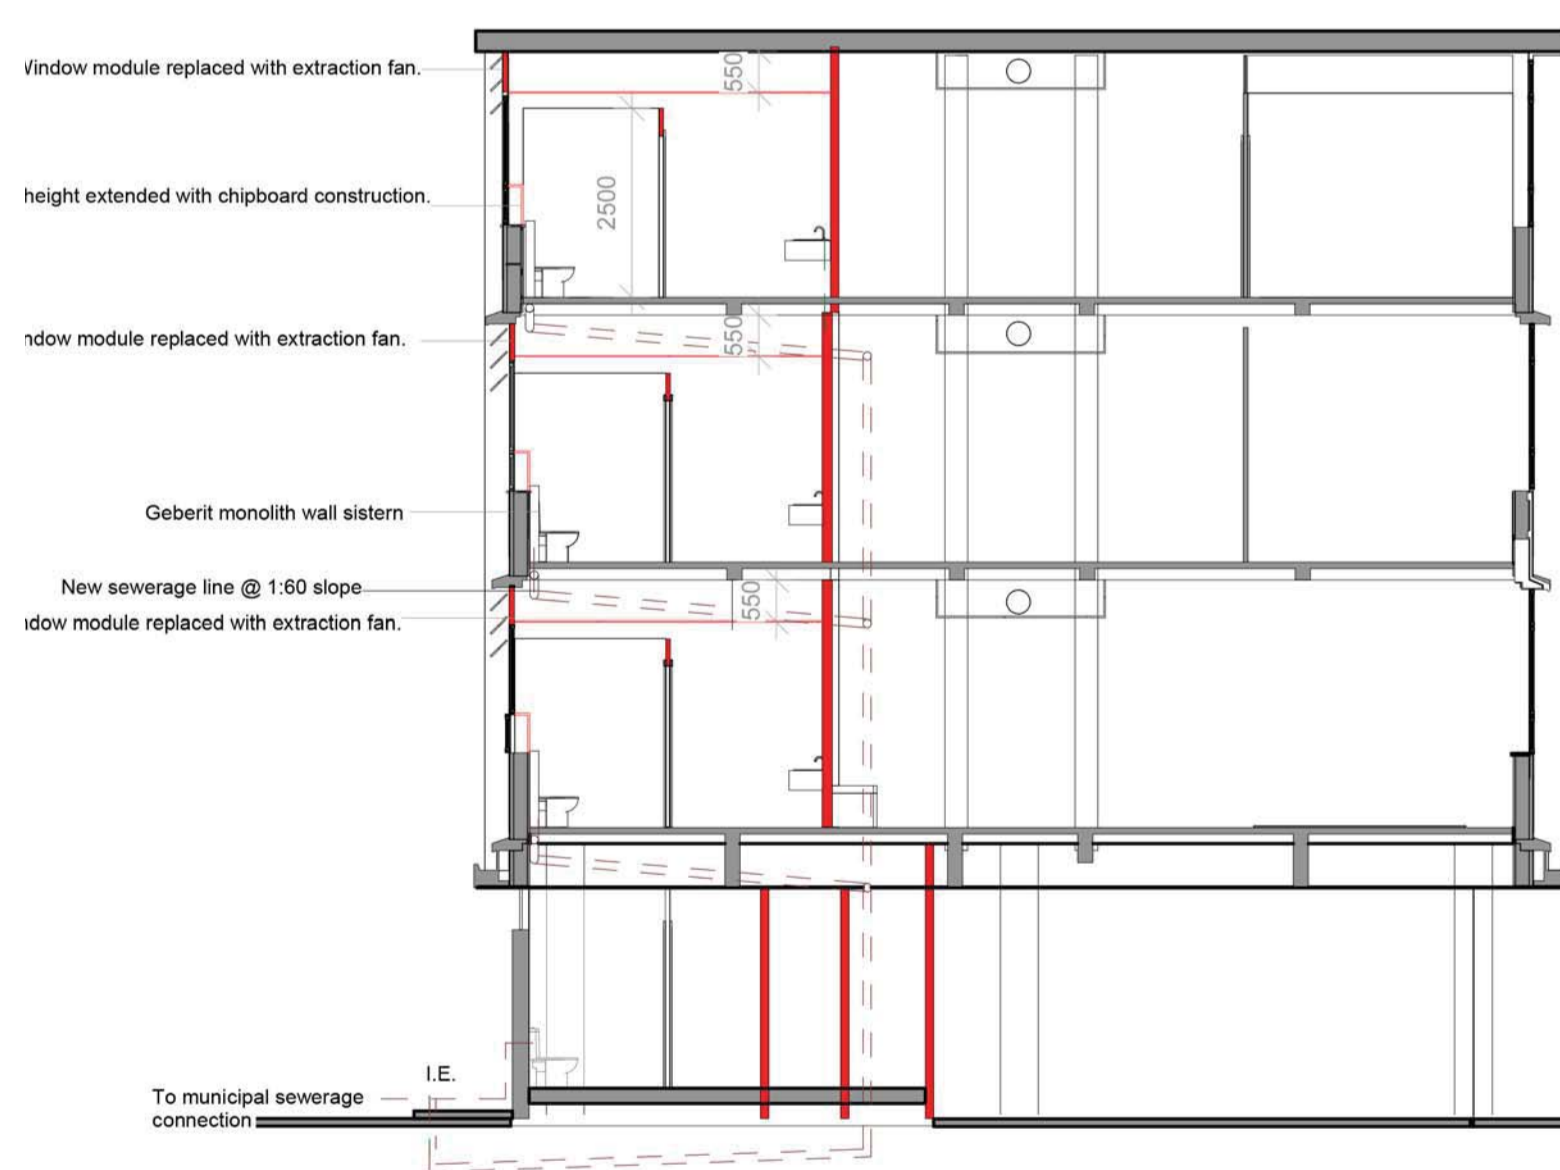 Window module replaced with extraction fan.
550
height extended with chipboard construction.
2500
ndow module replaced with extraction fan.
550
Geberit monolith wall sistern
New sewerage line @ 1:60 slope
550
ndow module replaced with extraction fan.
I.E.
To municipal sewerage
connection